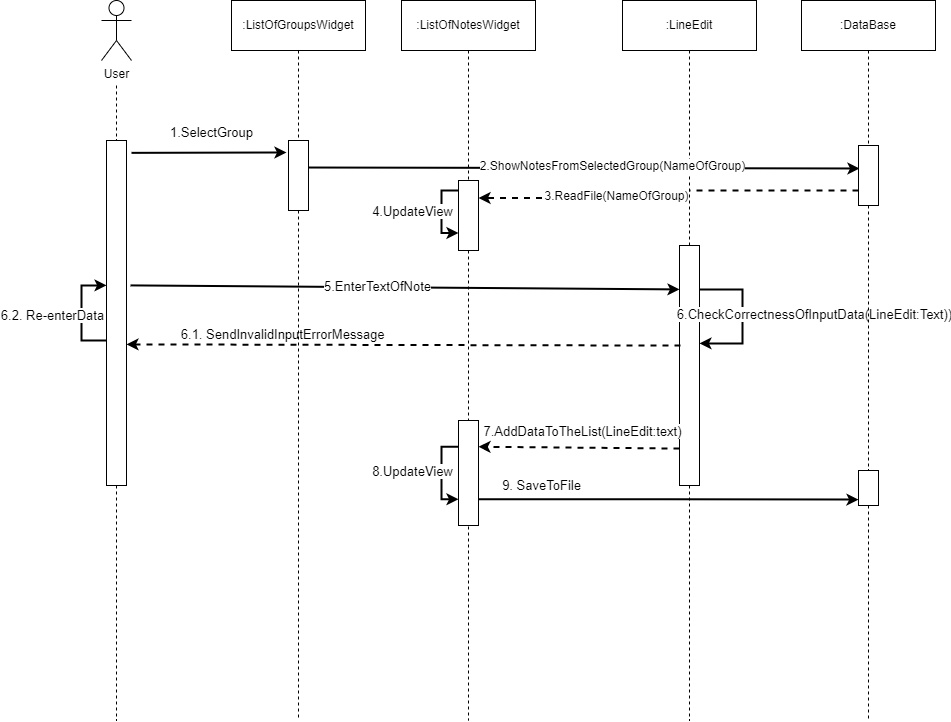 :ListOfGroupsWidget
:ListOfNotesWidget
:LineEdit
:DataBase
User
1.SelectGroup
2.ShowNotesFromSelectedGroup(NameOfGroup)
3.ReadFile(NameOfGroup)
4.UpdateView
5.EnterTextOfNote
6.2. Re-enterData
6.CheckCorrectnessOfInputData(LineEdit:Text))
6.1. SendInvalidInputErrorMessage
7.AddDataToTheList(LineEdit:text)
8.UpdateView
9. SaveToFile